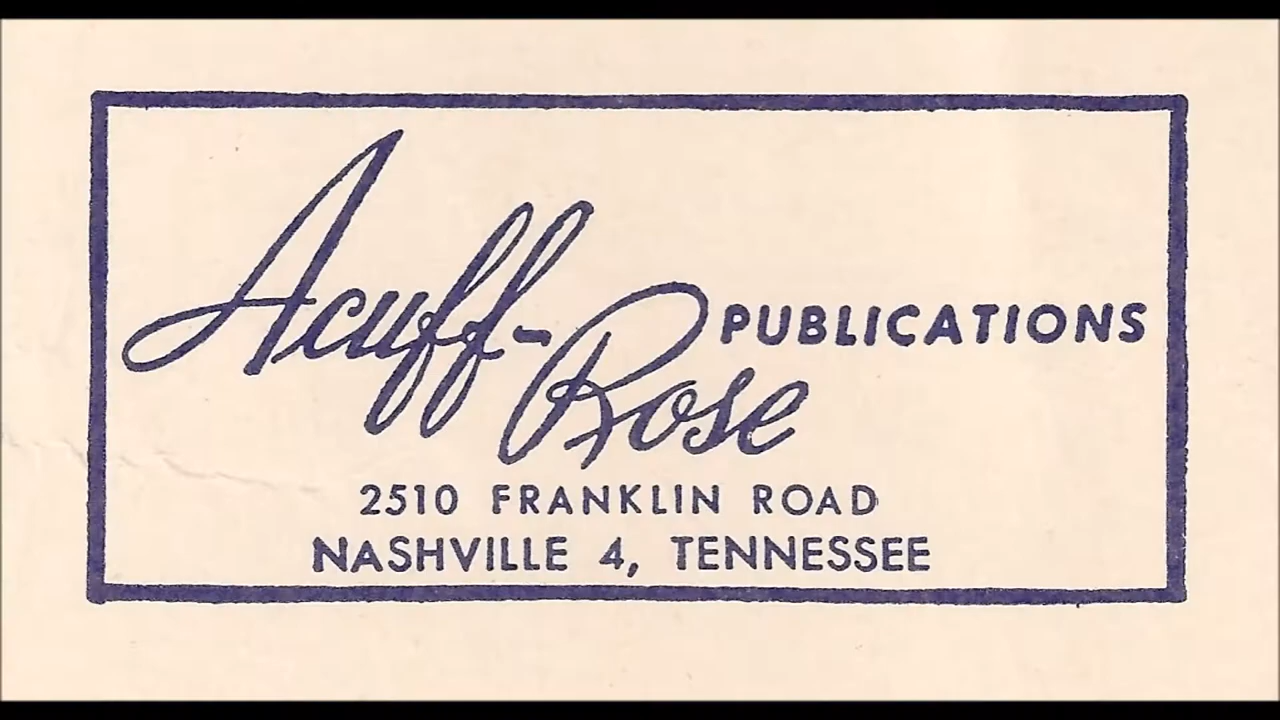 Acuff-
Rose PUBLICATIONS
2510 FRANKLIN ROAD
NASHVILLE 4, TENNESSEE